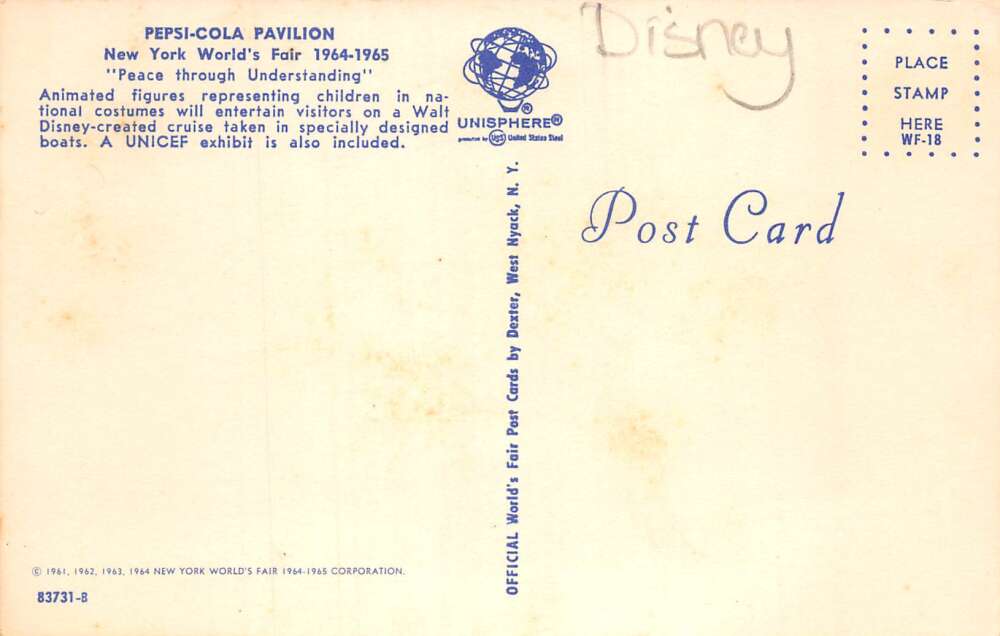 PEPSI-COLA PAVILION
New York World's Fair 1964-1965
"Peace through Understanding"
Animated figures representing children in na-
tional costumes will entertain visitors on a Walt
Disney-created cruise taken in specially designed
boats. A UNICEF exhibit is also included.
®
UNISPHERE®
presented by USS United States Steel
Disney
PLACE
STAMP
HERE
WF-18
Post Card
OFFICIAL World's Fair Post Cards by Dexter, West Nyack, N. Y.
© 1961, 1962, 1963, 1964 NEW YORK WORLD'S FAIR 1964-1965 CORPORATION.
83731-B